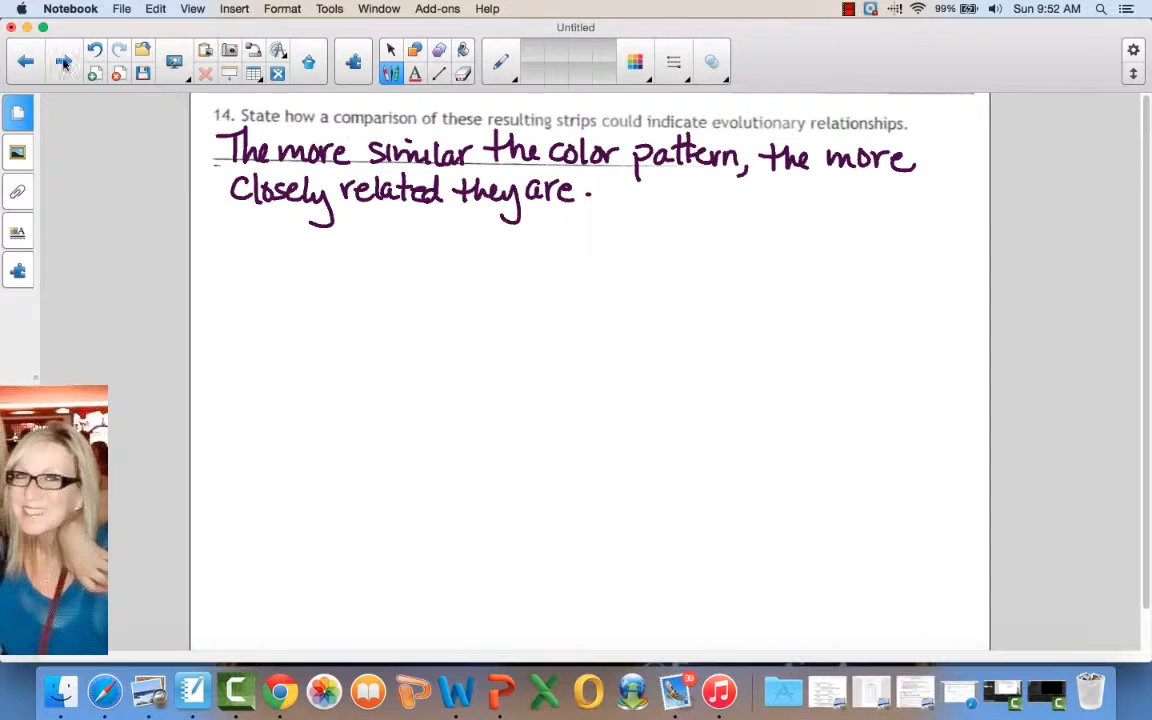 Notebook File Edit View Insert Format Tools Window Add-ons Help 99% Sun 9:52 AM
Untitled
14. State how a comparison of these resulting strips could indicate evolutionary relationships.
The more similar the color pattern, the more
closely related they are.
39